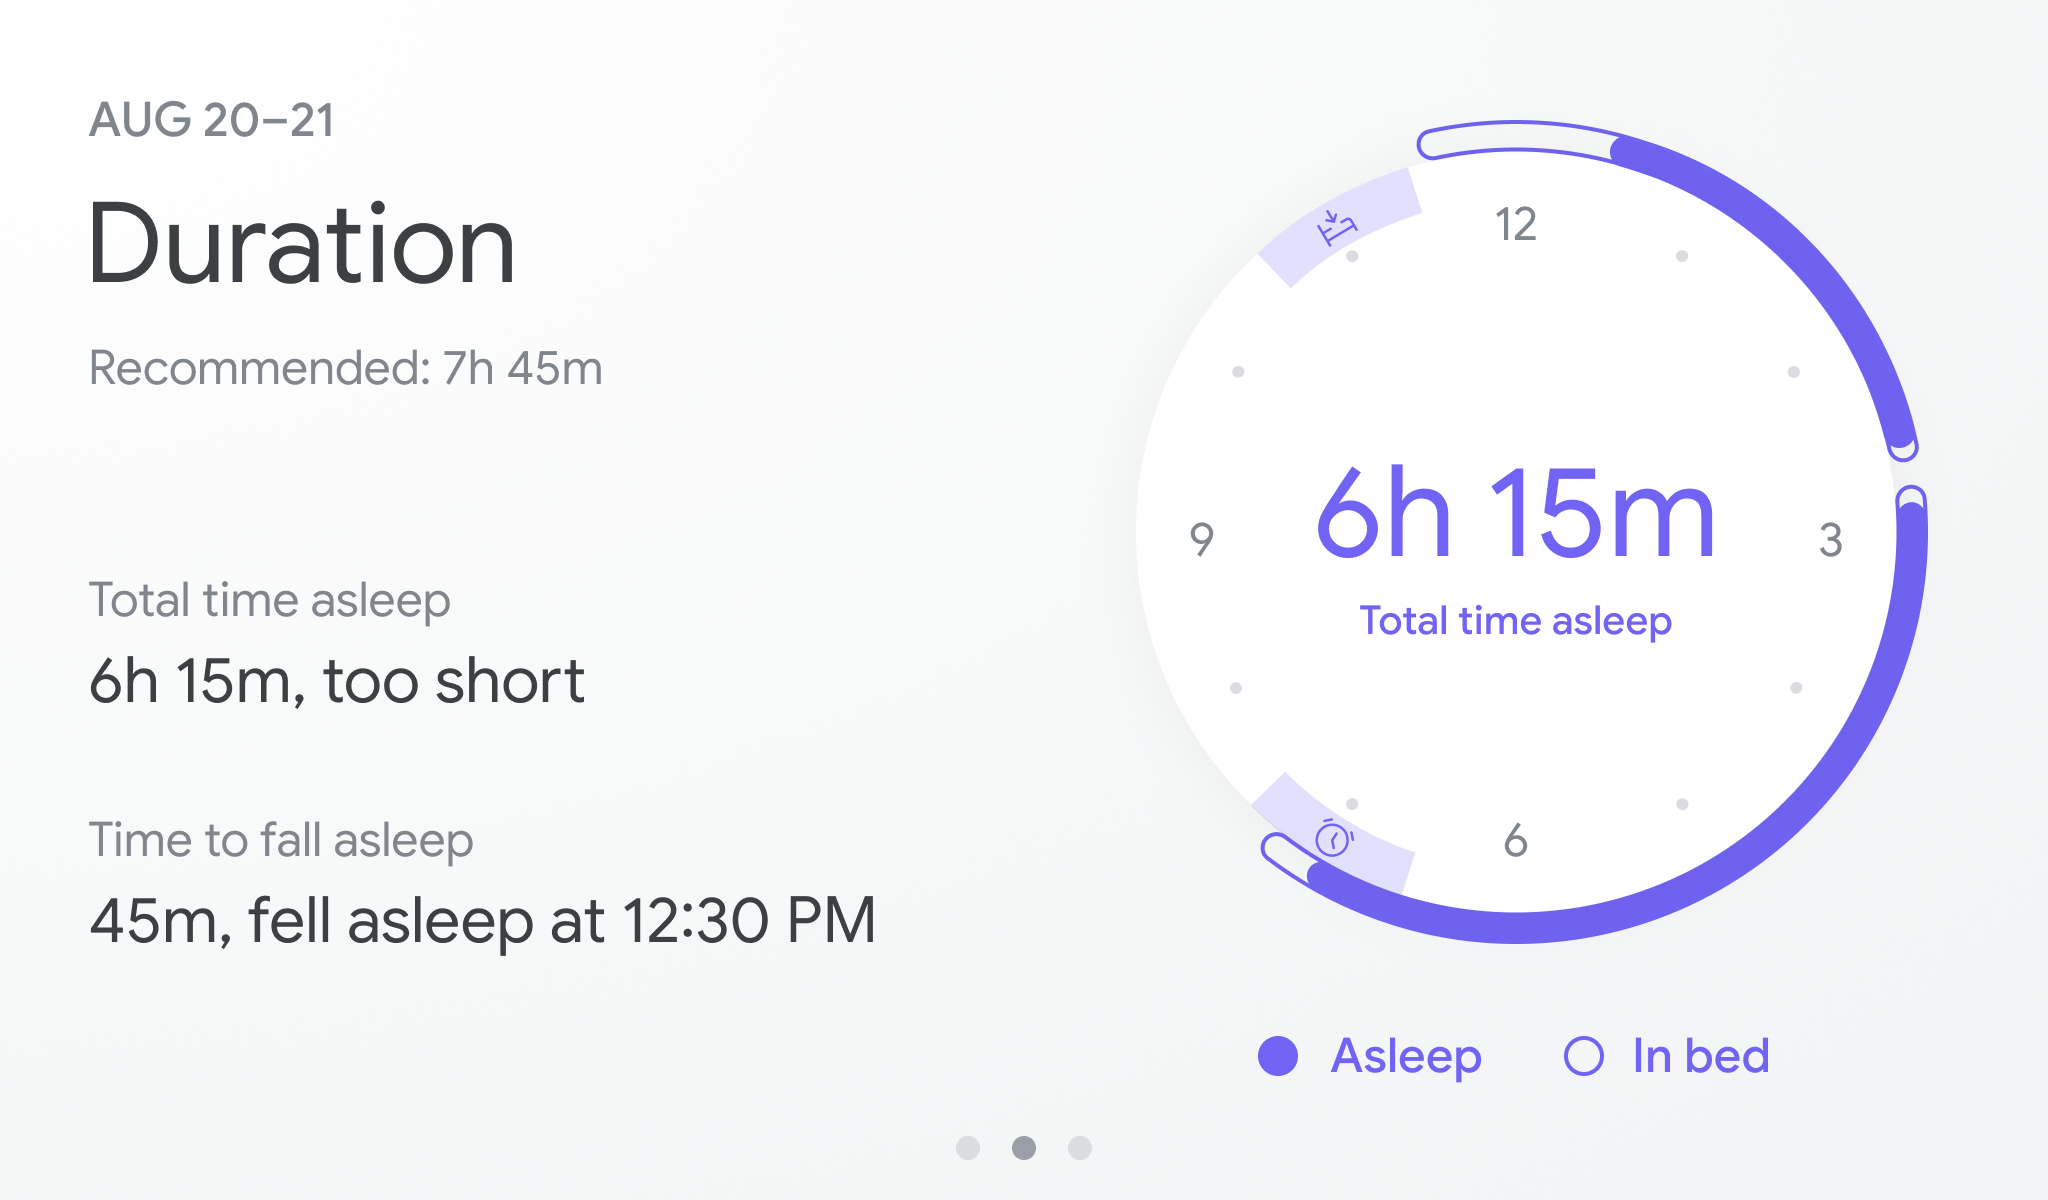 AUG 20–21
Duration
Recommended: 7h 45m
Total time asleep
6h 15m, too short
Time to fall asleep
45m, fell asleep at 12:30 PM
12
9
6h 15m
3
Total time asleep
6
Asleep
In bed